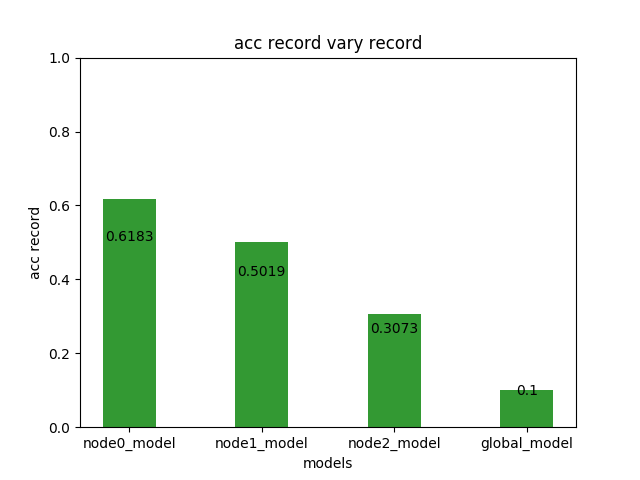 acc record vary record
1.0
0.8
0.6
0.4
0.2
0.0
acc record
0.6183
0.5019
0.3073
0.1
node0_model
node1_model
node2_model
global_model
models